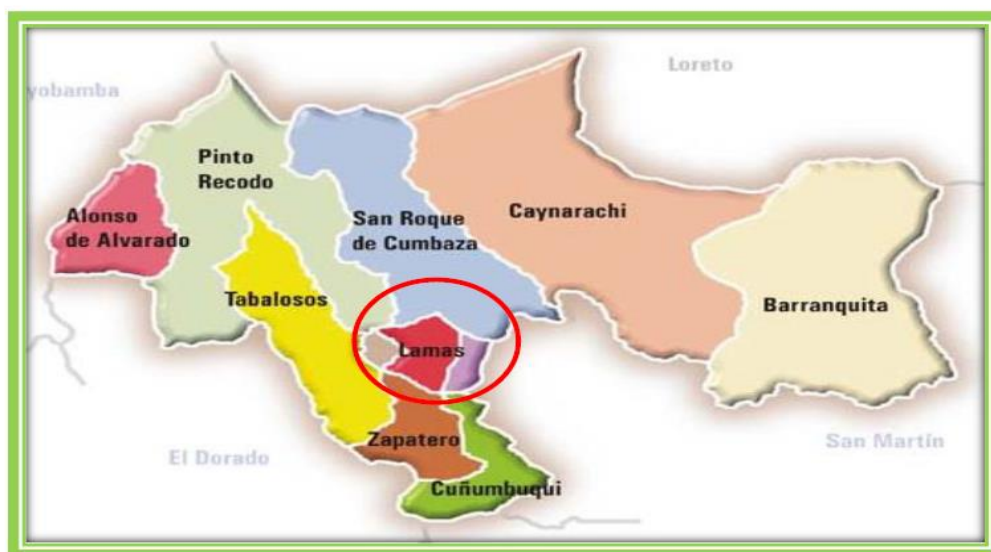 Loreto
yobamba
Pinto
Recodo
Alonso
de Alvarado
San Roque
de Cumbaza
Caynarachi
Tabalosos
Barranquita
Lamas
Zapatero
San Martín
El Dorado
Cuñumbuqui